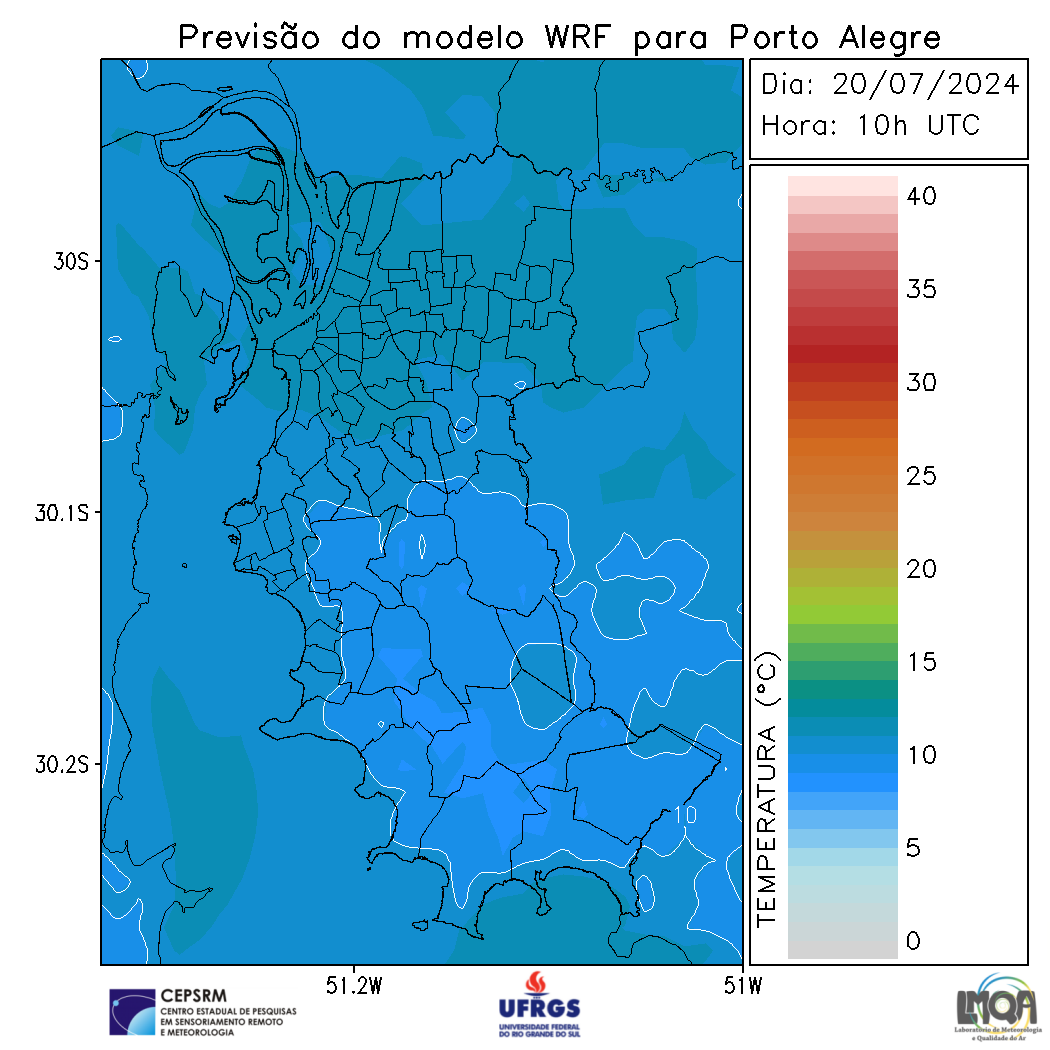 Previsão do modelo WRF para Porto Alegre
Dia: 20/07/2024
Hora: 10h UTC
40
35
30
25
20
15
10
5
0
TEMPERATURA (°C)
30S
30.1S
30.2S
10
51.2W
51W
CEPSRM
CENTRO ESTADUAL DE PESQUISAS
EM SENSORIAMENTO REMOTO
E METEOROLOGIA
UFRGS
UNIVERSIDADE FEDERAL
DO RIO GRANDE DO SUL
LMQA
Laboratório de Meteorologia
e Qualidade do Ar